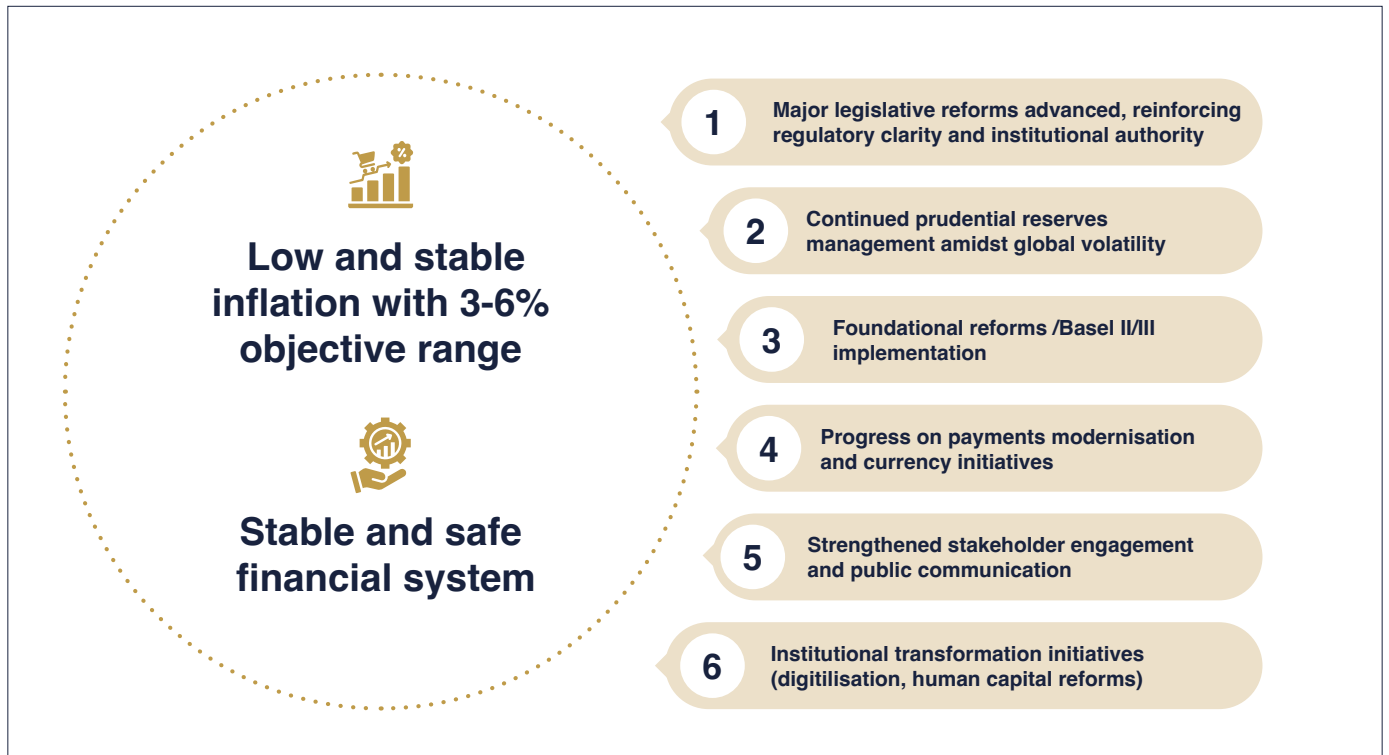 Low and stable
inflation with 3-6%
objective range
Stable and safe
financial system
1
Major legislative reforms advanced, reinforcing
regulatory clarity and institutional authority
2
Continued prudential reserves
management amidst global volatility
3
Foundational reforms /Basel II/III
implementation
4
Progress on payments modernisation
and currency initiatives
5
Strengthened stakeholder engagement
and public communication
6
Institutional transformation initiatives
(digitilisation, human capital reforms)